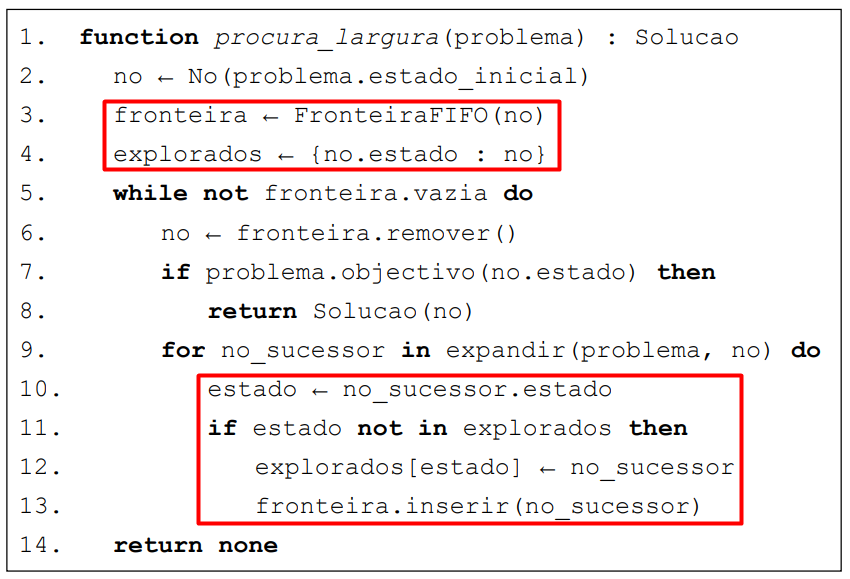 1. function procura_largura(problema) : Solucao
2. no ← No(problema.estado_inicial)
3. fronteira ← FronteiraFIFO(no)
4. explorados ← {no.estado : no}
5. while not fronteira.vazia do
6. no ← fronteira.remover()
7. if problema.objectivo(no.estado) then
8. return Solucao(no)
9. for no_sucessor in expandir(problema, no) do
10. estado ← no_sucessor.estado
11. if estado not in explorados then
12. explorados[estado] ← no_sucessor
13. fronteira.inserir(no_sucessor)
14. return none